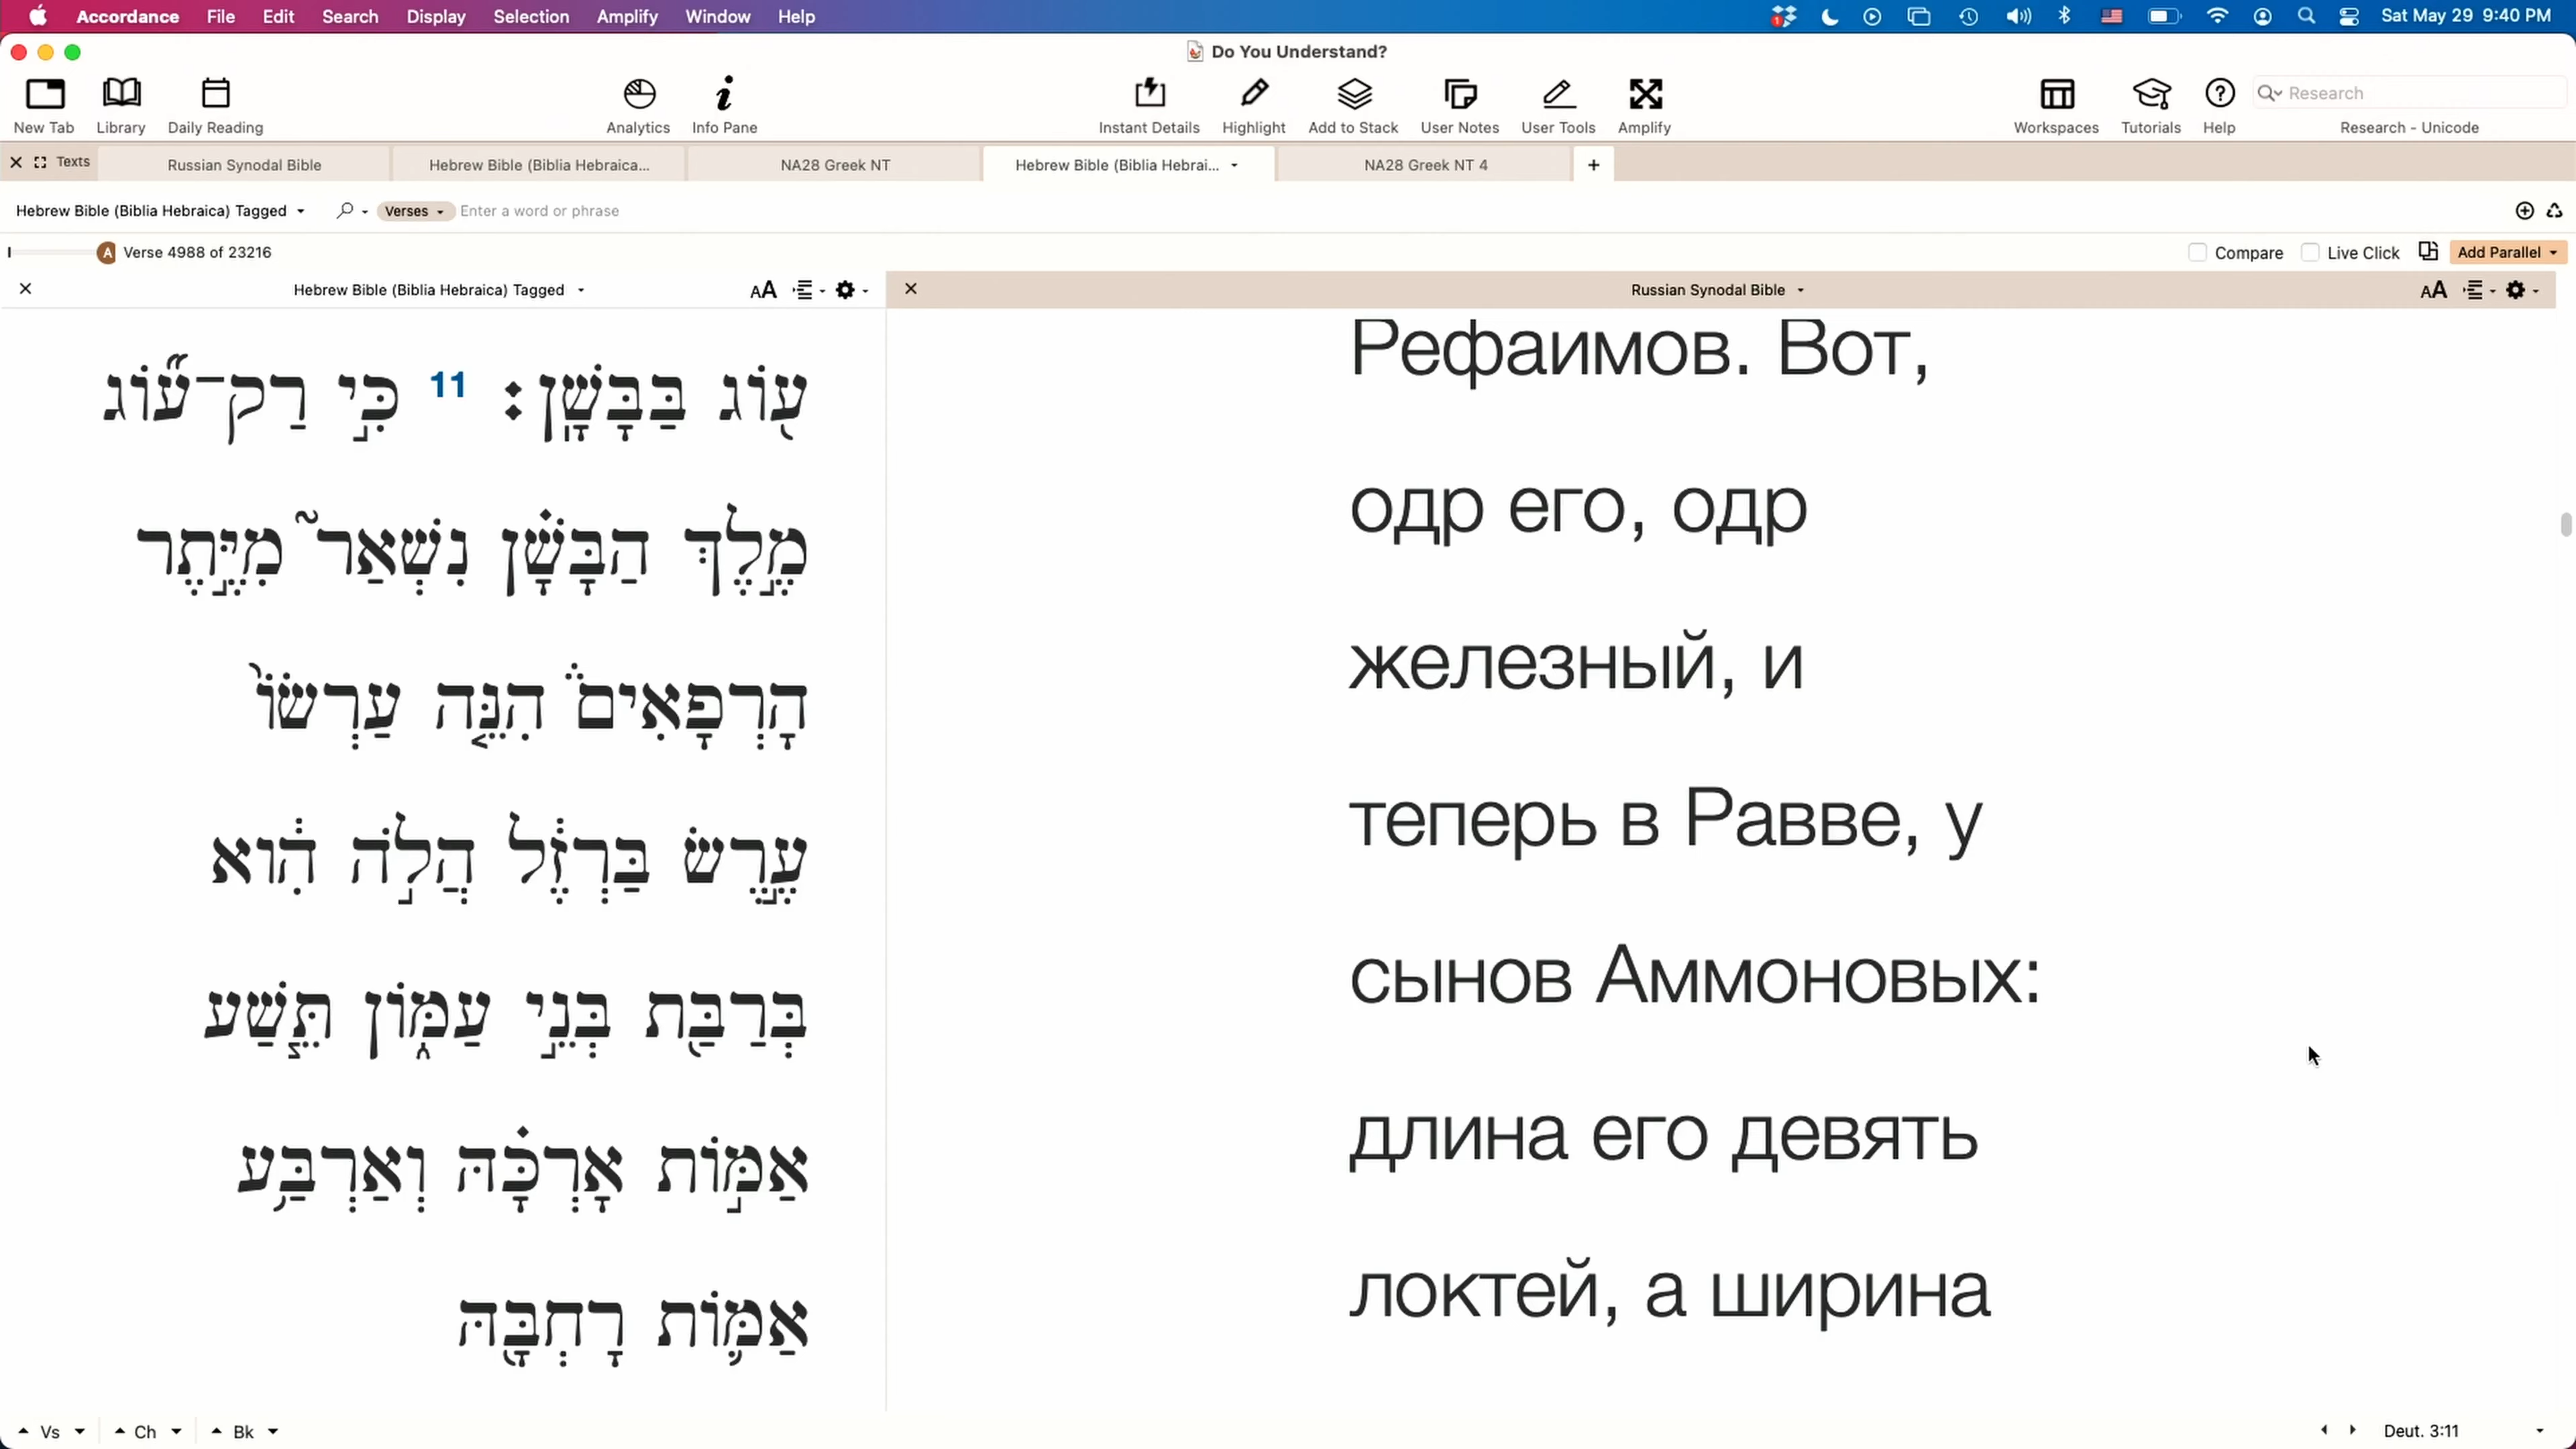 Accordance File Edit Search Display Selection Amplify Window Help Sat May 29 9:40 PM
Do You Understand?
New Tab Library Daily Reading Analytics Info Pane Instant Details Highlight Add to Stack User Notes User Tools Amplify Workspaces Tutorials Help Research
Research - Unicode
Texts Russian Synodal Bible Hebrew Bible (Biblia Hebraica... NA28 Greek NT Hebrew Bible (Biblia Hebrai... NA28 Greek NT 4 +
Hebrew Bible (Biblia Hebraica) Tagged Verses Enter a word or phrase
A Verse 4988 of 23216 Compare Live Click Add Parallel
Hebrew Bible (Biblia Hebraica) Tagged
ע֖וֹג בַּבָּשָֽׁן׃ 11 כִּ֣י רַק־ע֞וֹג
מֶ֣לֶךְ הַבָּשָׁ֗ן נִשְׁאַר֮ מִיֶּ֣תֶר
הָרְפָאִים֒ הִנֵּ֤ה עַרְשׂוֹ֙
עֶ֣רֶשׂ בַּרְזֶ֔ל הֲלֹ֣ה הִ֔וא
בְּרַבַּ֖ת בְּנֵ֣י עַמּ֑וֹן תֵּ֧שַׁע
אַמּ֣וֹת אָרְכָּ֗הּ וְאַרְבַּ֥ע
אַמּ֛וֹת רָחְבָּ֖הּ
Russian Synodal Bible
Рефаимов. Вот,
одр его, одр
железный, и
теперь в Равве, у
сынов Аммоновых:
длина его девять
локтей, а ширина
Vs Ch Bk Deut. 3:11